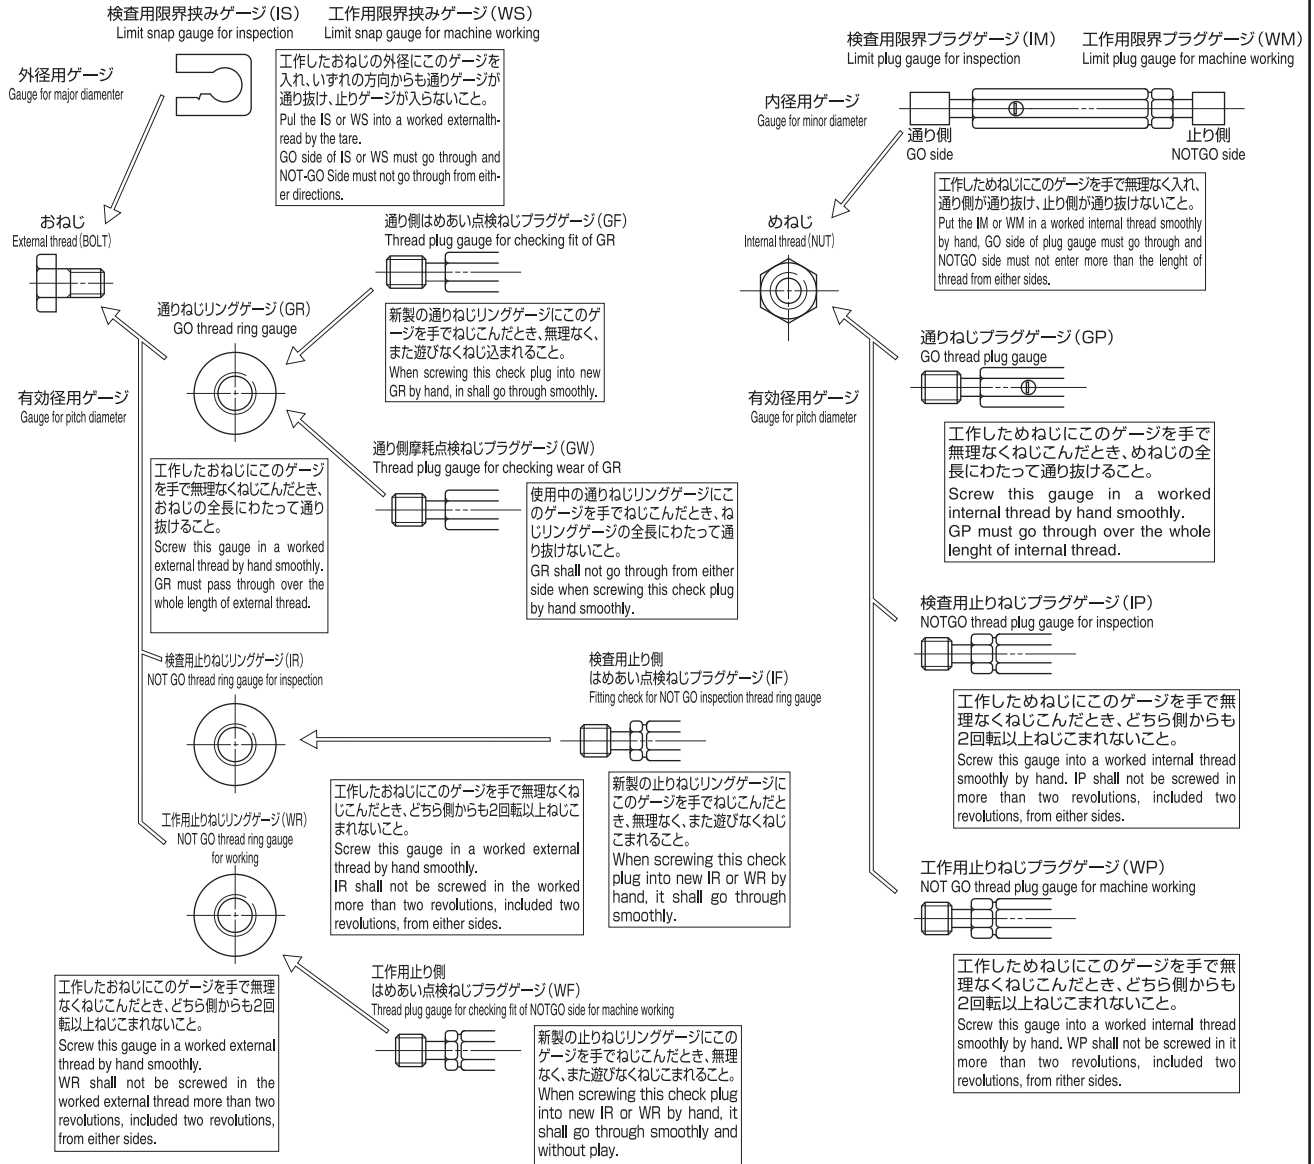 検査用限界挟みゲージ(IS)
Limit snap gauge for inspection
工作用限界挟みゲージ(WS)
Limit snap gauge for machine working
外径用ゲージ
Gauge for major diamenter
工作したおねじの外径にこのゲージを
入れ、いずれの方向からも通りゲージが
通り抜け、止りゲージが入らないこと。
Pul the IS or WS into a worked externalth-
read by the tare.
GO side of IS or WS must go through and
NOT-GO Side must not go through from eith-
er directions.
おねじ
External thread(BOLT)
通り側はめあい点検ねじプラグゲージ(GF)
Thread plug gauge for checking fit of GR
新製の通りねじリングゲージにこのゲ
ージを手でねじこんだとき、無理なく、
また遊びなくねじ込まれること。
When screwing this check plug into new
GR by hand, in shall go through smoothly.
通りねじリングゲージ(GR)
GO thread ring gauge
有効径用ゲージ
Gauge for pitch diameter
工作したおねじにこのゲージ
を手で無理なくねじこんだとき、
おねじの全長にわたって通り
抜けること。
Screw this gauge in a worked
external thread by hand smoothly.
GR must pass through over the
whole length of external thread.
通り側摩耗点検ねじプラグゲージ(GW)
Thread plug gauge for checking wear of GR
使用中の通りねじリングゲージにこ
のゲージを手でねじこんだとき、ね
じリングゲージの全長にわたって通
り抜けないこと。
GR shall not go through from either
side when screwing this check plug
by hand smoothly.
検査用止りねじリングゲージ(IR)
NOT GO thread ring gauge for inspection
検査用止り側
はめあい点検ねじプラグゲージ(IF)
Fitting check for NOT GO inspection thread ring gauge
工作したおねじにこのゲージを手で無理なくね
じこんだとき、どちら側からも2回転以上ねじこ
まれないこと。
Screw this gauge in a worked external
thread by hand smoothly.
IR shall not be screwed in the worked
more than two revolutions, included two
revolutions, from either sides.
新製の止りねじリングゲージに
このゲージを手でねじこんだと
き、無理なく、また遊びなくねじ
こまれること。
When screwing this check
plug into new IR or WR by
hand, it shall go through
smoothly.
工作用止りねじリングゲージ(WR)
NOT GO thread ring gauge
for working
工作したおねじにこのゲージを手で無理
なくねじこんだとき、どちら側からも2回
転以上ねじこまれないこと。
Screw this gauge in a worked external
thread by hand smoothly.
WR shall not be screwed in the
worked external thread more than two
revolutions, included two revolutions,
from either sides.
工作用止り側
はめあい点検ねじプラグゲージ(WF)
Thread plug gauge for checking fit of NOTGO side for machine working
新製の止りねじリングゲージにこの
ゲージを手でねじこんだとき、無理
なく、また遊びなくねじこまれること。
When screwing this check plug
into new IR or WR by hand, it
shall go through smoothly and
without play.
検査用限界プラグゲージ(IM)
Limit plug gauge for inspection
工作用限界プラグゲージ(WM)
Limit plug gauge for machine working
内径用ゲージ
Gauge for minor diameter
通り側
GO side
止り側
NOTGO side
工作しためねじにこのゲージを手で無理なく入れ、
通り側が通り抜け、止り側が通り抜けないこと。
Put the IM or WM in a worked internal thread smoothly
by hand, GO side of plug gauge must go through and
NOTGO side must not enter more than the lenght of
thread from either sides.
めねじ
Internal thread(NUT)
通りねじプラグゲージ(GP)
GO thread plug gauge
有効径用ゲージ
Gauge for pitch diameter
工作しためねじにこのゲージを手で
無理なくねじこんだとき、めねじの全
長にわたって通り抜けること。
Screw this gauge in a worked
internal thread by hand smoothly.
GP must go through over the whole
lenght of internal thread.
検査用止りねじプラグゲージ(IP)
NOTGO thread plug gauge for inspection
工作しためねじにこのゲージを手で無
理なくねじこんだとき、どちら側からも
2回転以上ねじこまれないこと。
Screw this gauge into a worked internal thread
smoothly by hand. IP shall not be screwed in
more than two revolutions, included two
revolutions, from either sides.
工作用止りねじプラグゲージ(WP)
NOT GO thread plug gauge for machine working
工作しためねじにこのゲージを手で無
理なくねじこんだとき、どちら側からも
2回転以上ねじこまれないこと。
Screw this gauge into a worked internal thread
smoothly by hand. WP shall not be screwed in it
more than two revolutions, included two
revolutions, from rither sides.